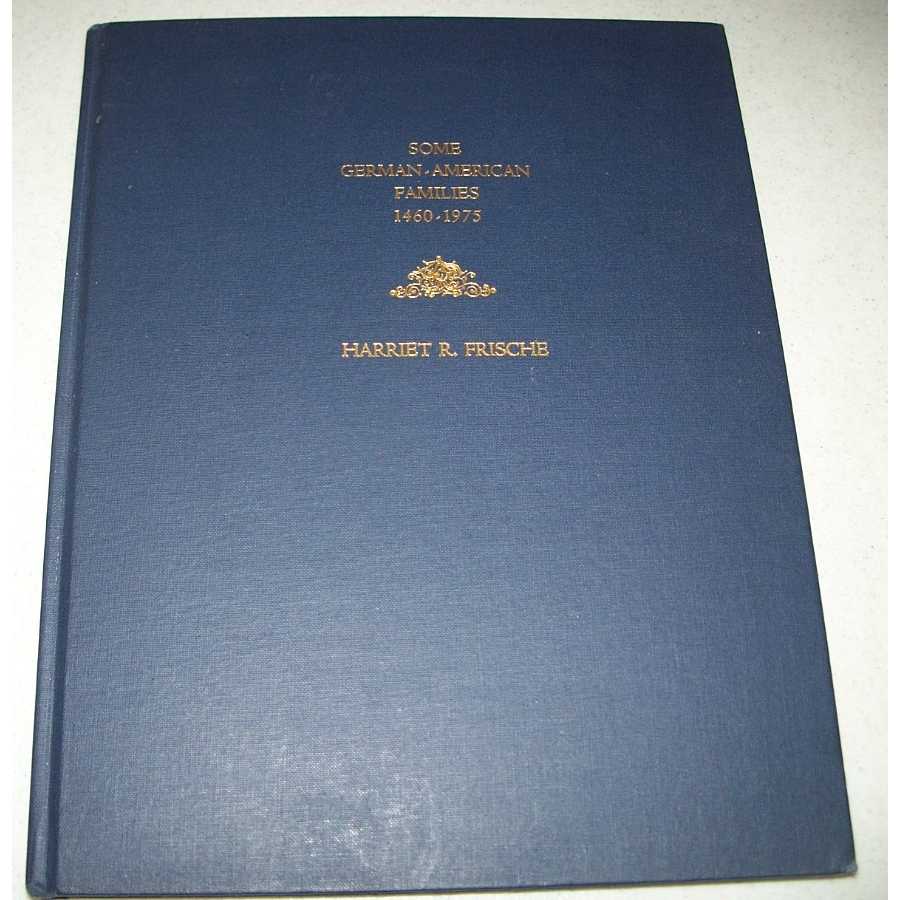 SOME
GERMAN-AMERICAN
FAMILIES
1460-1975
HARRIET R. FRISCHE